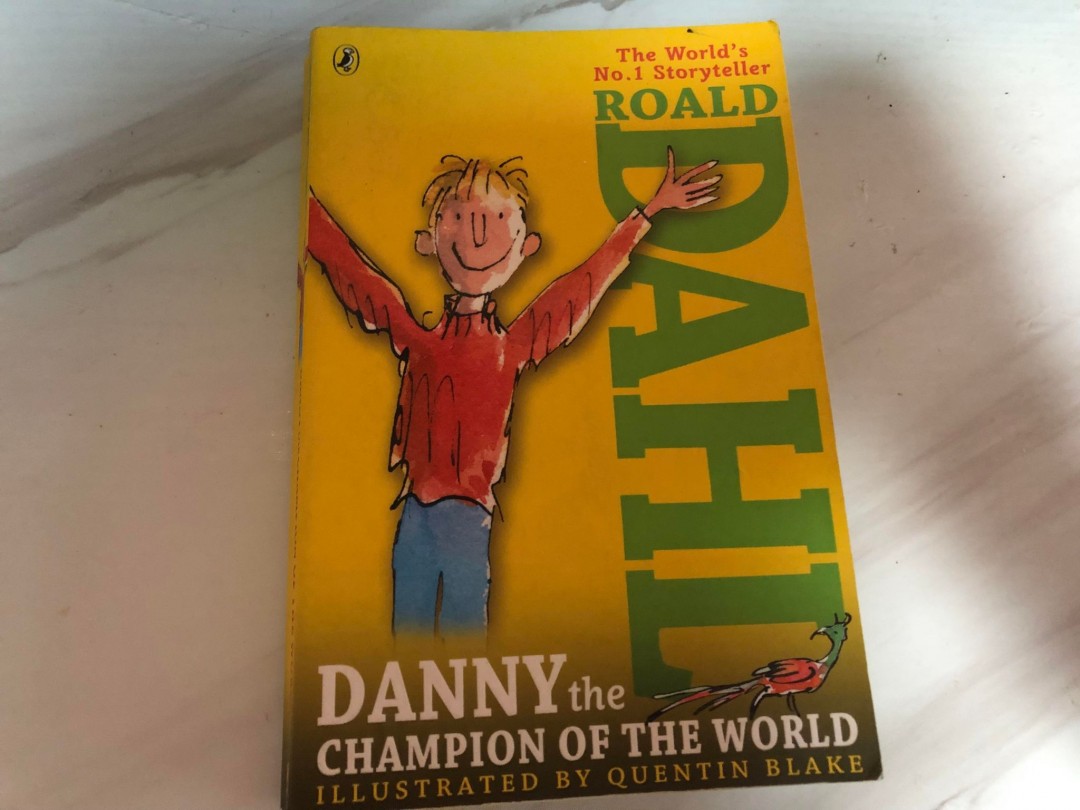 The World's
No.1 Storyteller
ROALD
DAHL
DANNY the
CHAMPION OF THE WORLD
ILLUSTRATED BY QUENTIN BLAKE